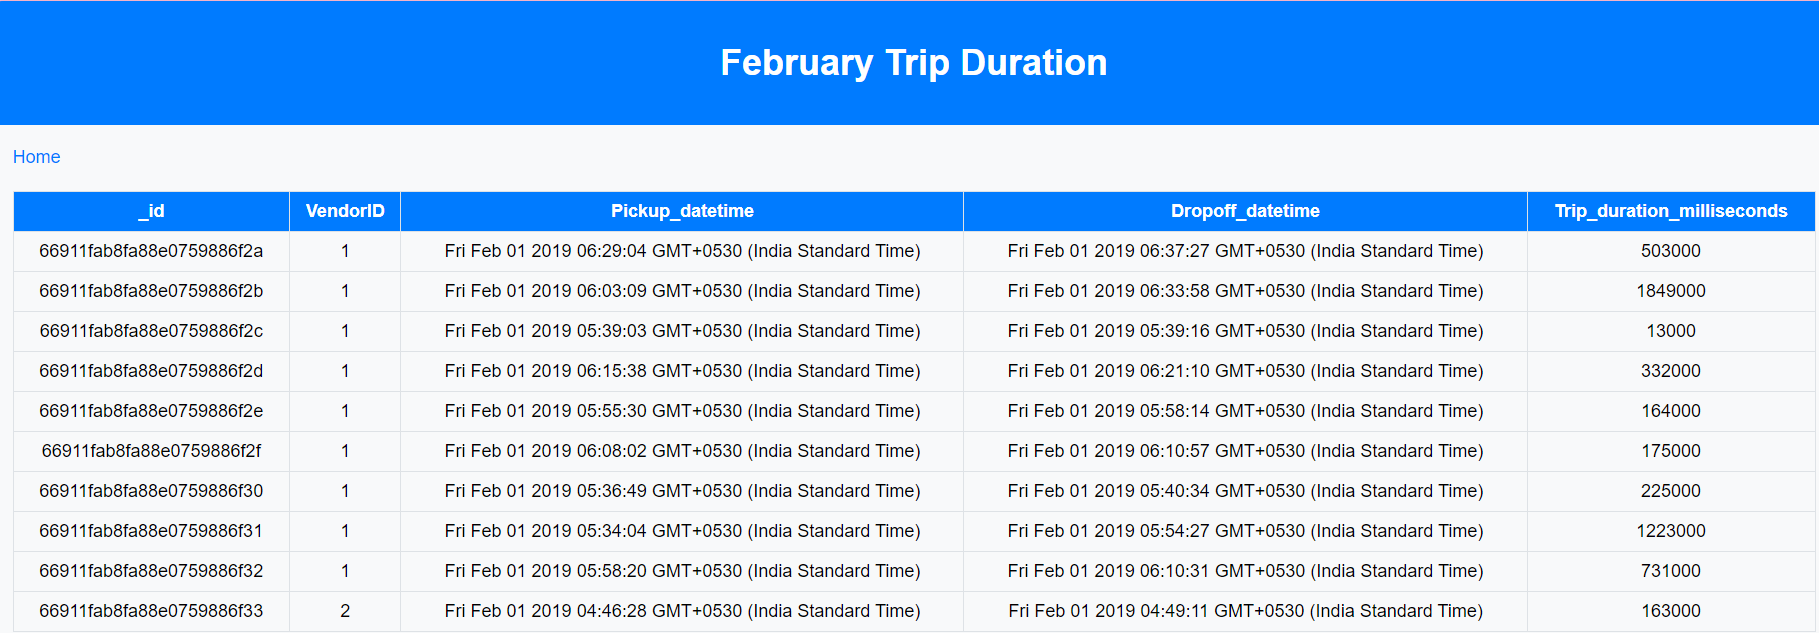 February Trip Duration
Home
_id VendorID Pickup_datetime Dropoff_datetime Trip_duration_milliseconds
66911fab8fa88e0759886f2a 1 Fri Feb 01 2019 06:29:04 GMT+0530 (India Standard Time) Fri Feb 01 2019 06:37:27 GMT+0530 (India Standard Time) 503000
66911fab8fa88e0759886f2b 1 Fri Feb 01 2019 06:03:09 GMT+0530 (India Standard Time) Fri Feb 01 2019 06:33:58 GMT+0530 (India Standard Time) 1849000
66911fab8fa88e0759886f2c 1 Fri Feb 01 2019 05:39:03 GMT+0530 (India Standard Time) Fri Feb 01 2019 05:39:16 GMT+0530 (India Standard Time) 13000
66911fab8fa88e0759886f2d 1 Fri Feb 01 2019 06:15:38 GMT+0530 (India Standard Time) Fri Feb 01 2019 06:21:10 GMT+0530 (India Standard Time) 332000
66911fab8fa88e0759886f2e 1 Fri Feb 01 2019 05:55:30 GMT+0530 (India Standard Time) Fri Feb 01 2019 05:58:14 GMT+0530 (India Standard Time) 164000
66911fab8fa88e0759886f2f 1 Fri Feb 01 2019 06:08:02 GMT+0530 (India Standard Time) Fri Feb 01 2019 06:10:57 GMT+0530 (India Standard Time) 175000
66911fab8fa88e0759886f30 1 Fri Feb 01 2019 05:36:49 GMT+0530 (India Standard Time) Fri Feb 01 2019 05:40:34 GMT+0530 (India Standard Time) 225000
66911fab8fa88e0759886f31 1 Fri Feb 01 2019 05:34:04 GMT+0530 (India Standard Time) Fri Feb 01 2019 05:54:27 GMT+0530 (India Standard Time) 1223000
66911fab8fa88e0759886f32 1 Fri Feb 01 2019 05:58:20 GMT+0530 (India Standard Time) Fri Feb 01 2019 06:10:31 GMT+0530 (India Standard Time) 731000
66911fab8fa88e0759886f33 2 Fri Feb 01 2019 04:46:28 GMT+0530 (India Standard Time) Fri Feb 01 2019 04:49:11 GMT+0530 (India Standard Time) 163000